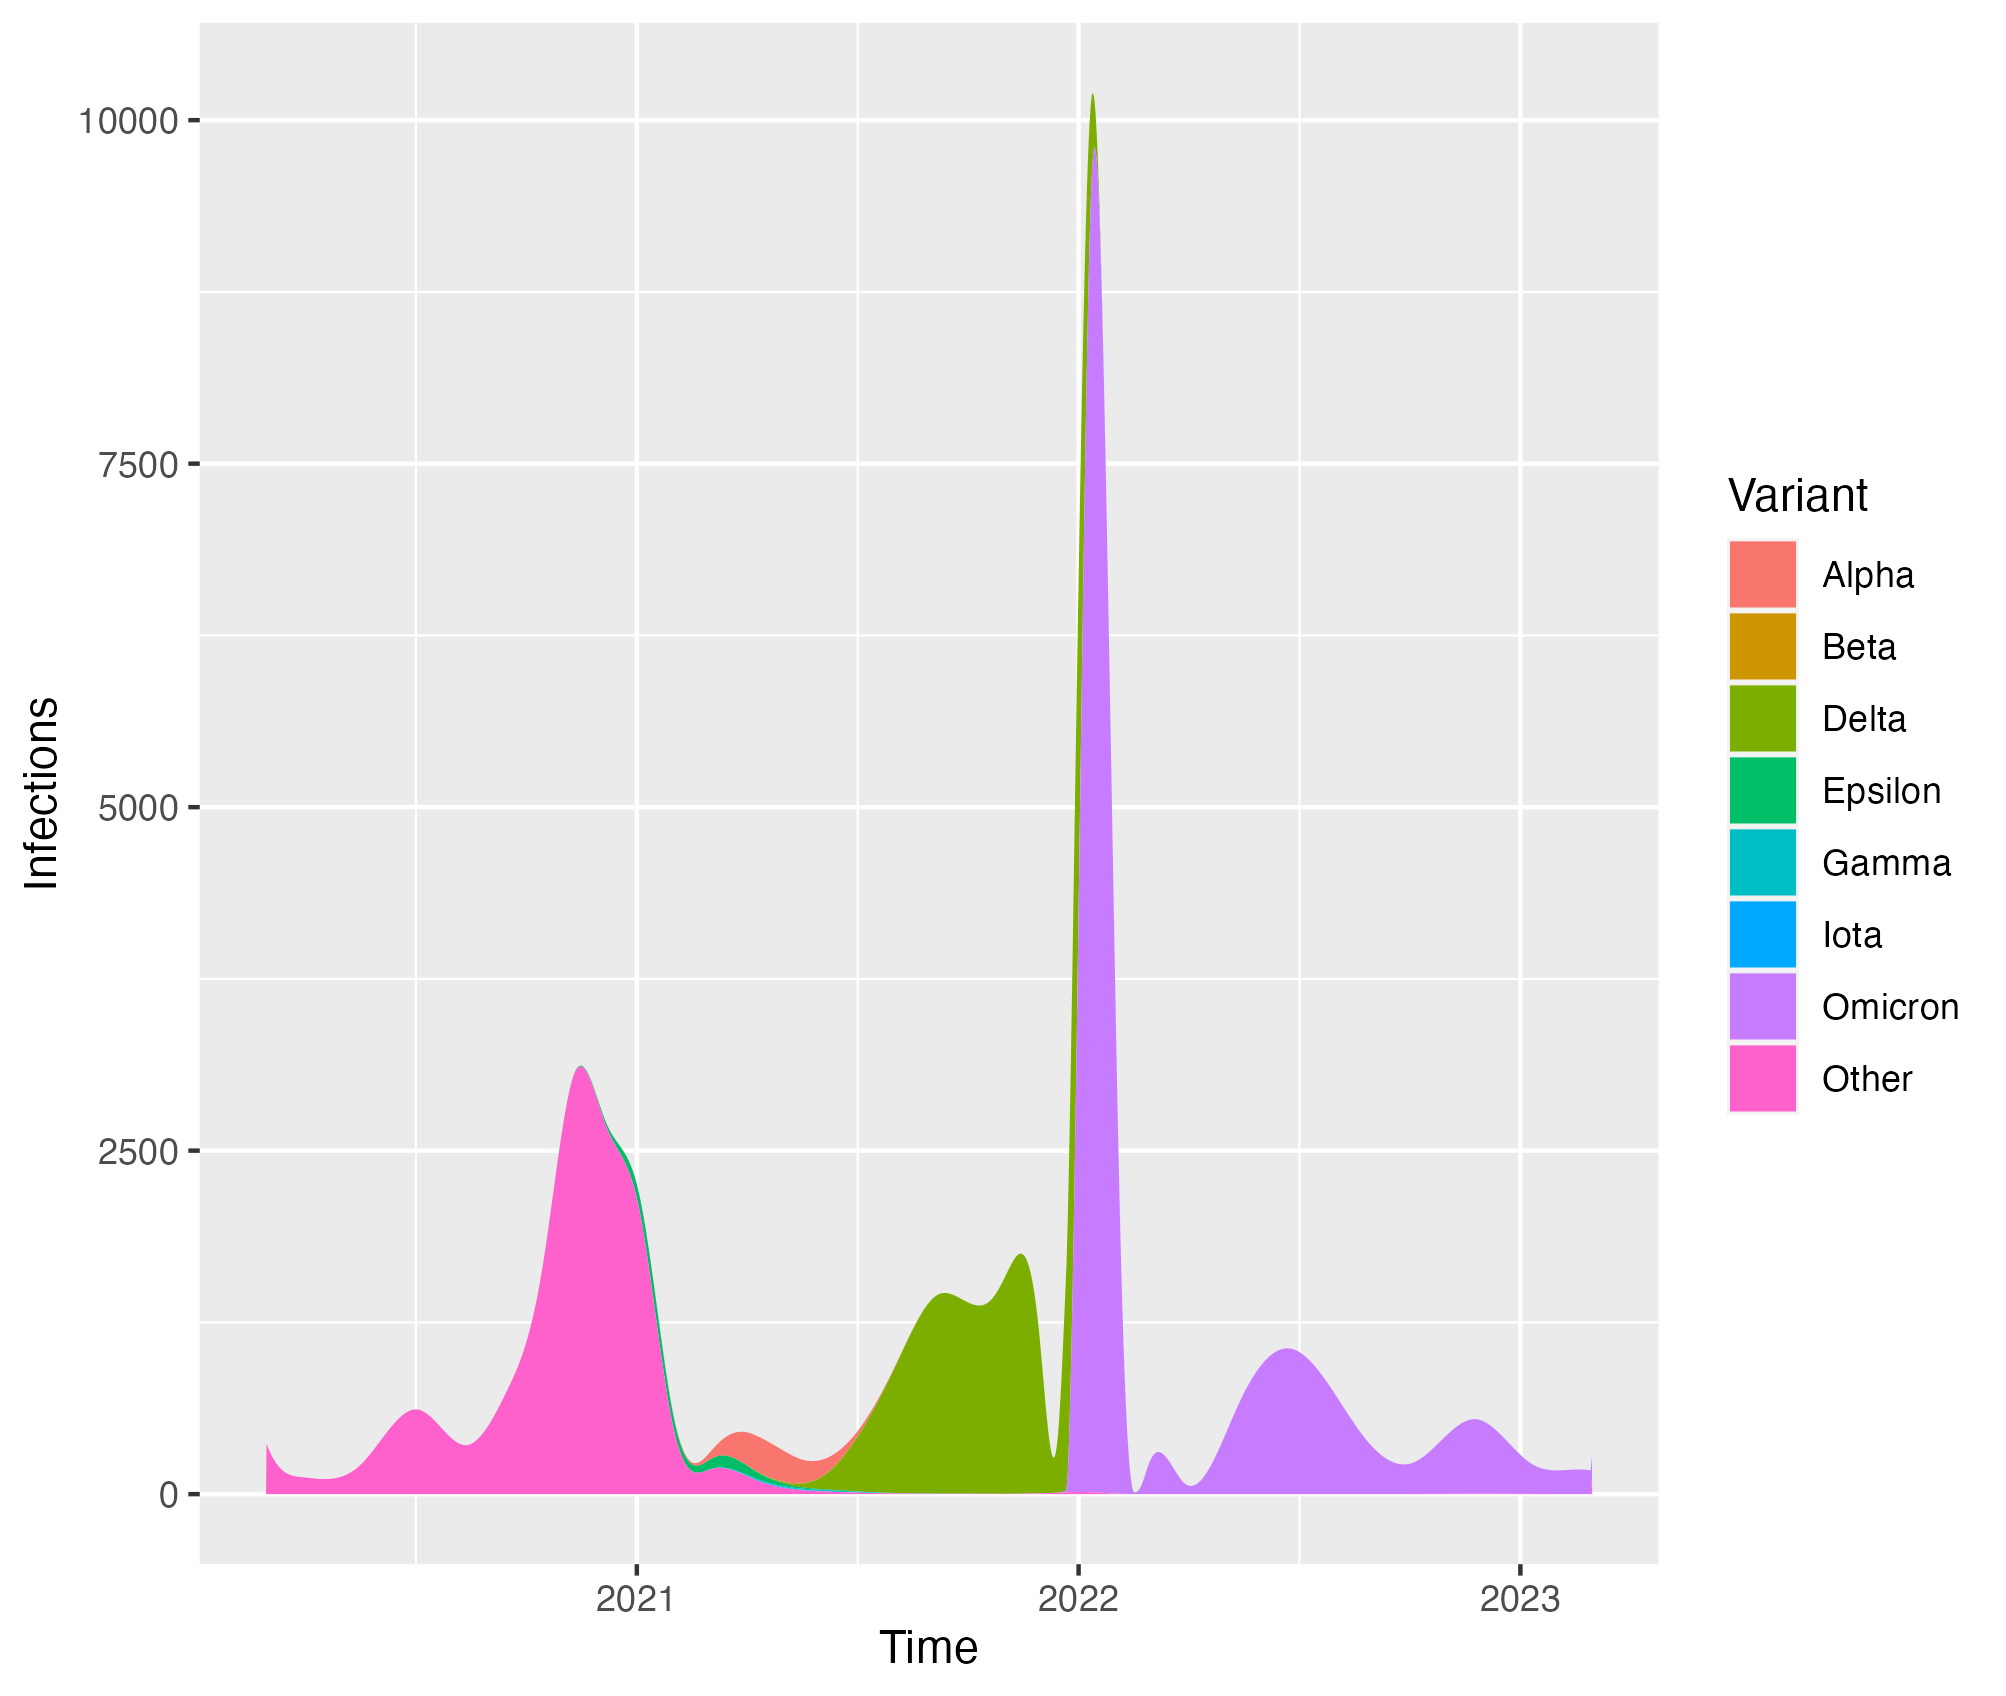 10000
7500
5000
2500
0
Infections
2021
2022
2023
Time
Variant
Alpha
Beta
Delta
Epsilon
Gamma
Iota
Omicron
Other